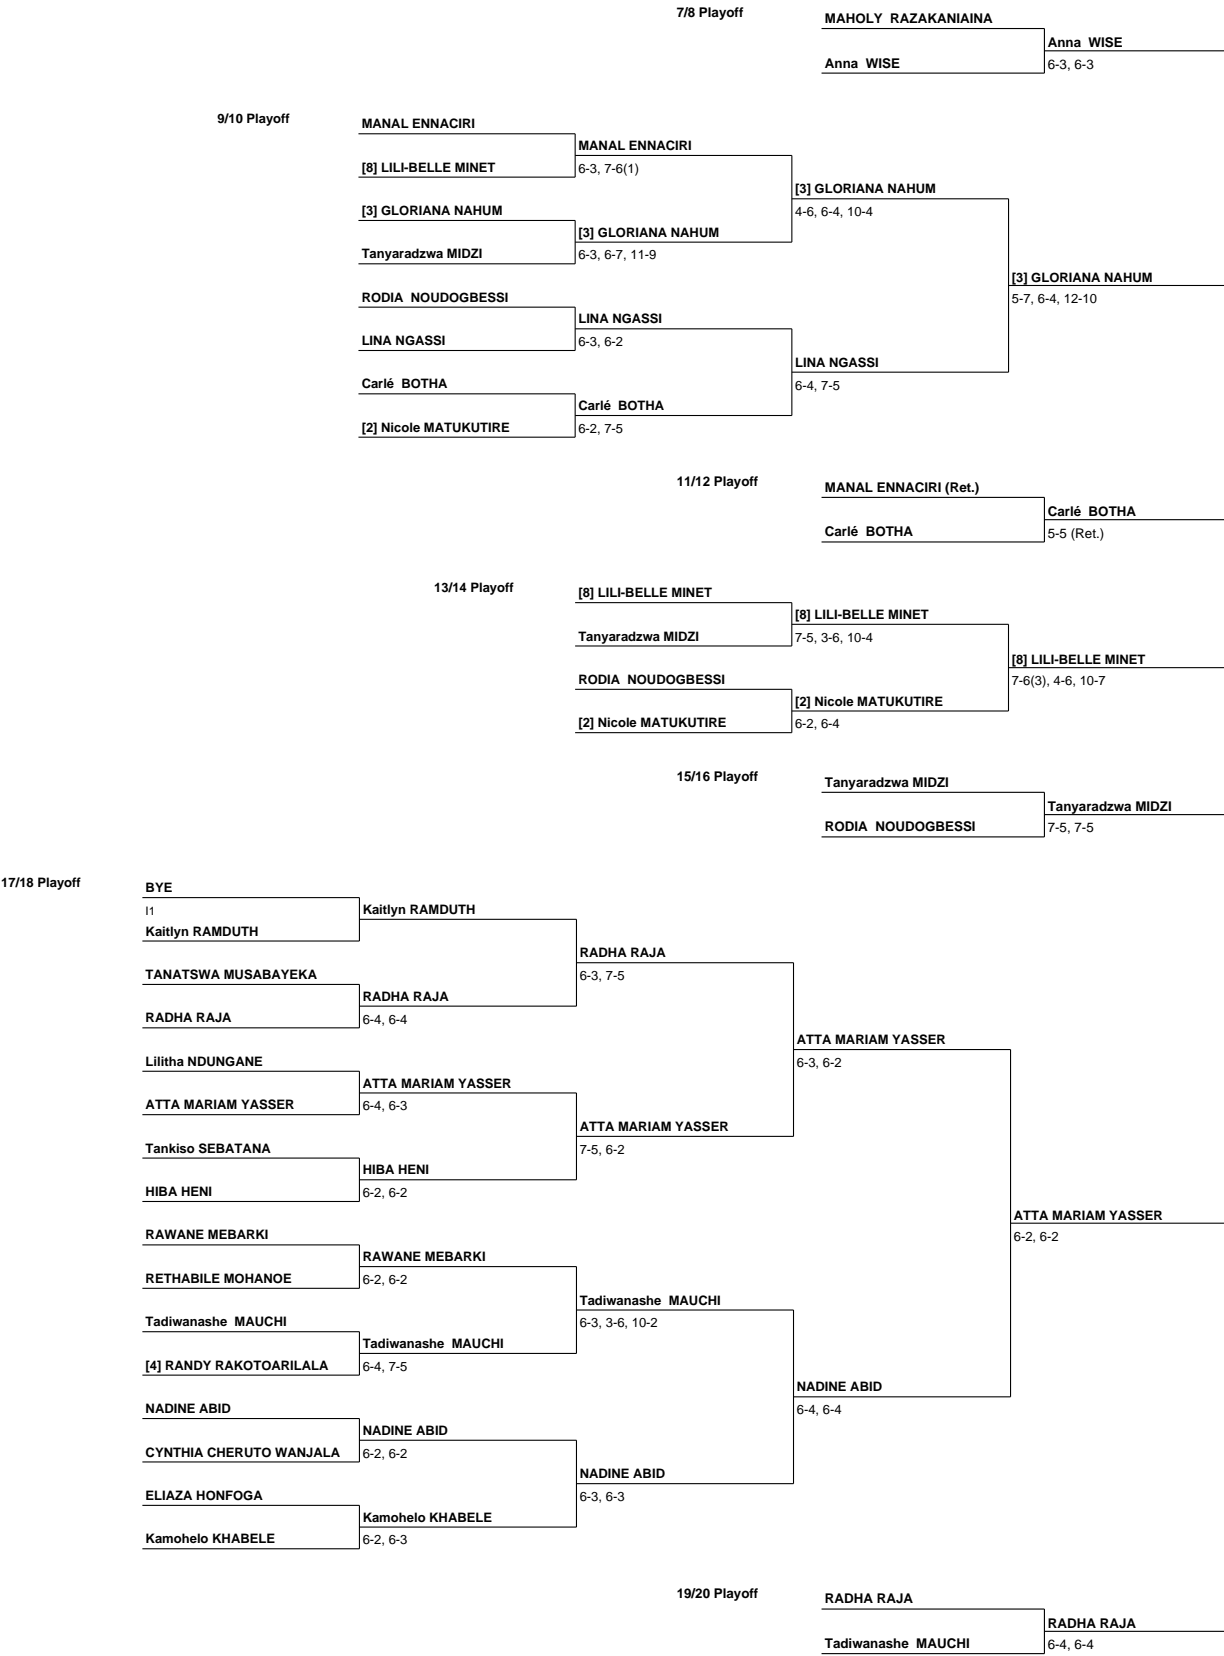 7/8 Playoff
MAHOLY RAZAKANIAINA
Anna WISE
Anna WISE
6-3, 6-3
9/10 Playoff
MANAL ENNACIRI
MANAL ENNACIRI
[8] LILI-BELLE MINET
6-3, 7-6(1)
[3] GLORIANA NAHUM
4-6, 6-4, 10-4
[3] GLORIANA NAHUM
[3] GLORIANA NAHUM
Tanyaradzwa MIDZI
6-3, 6-7, 11-9
[3] GLORIANA NAHUM
5-7, 6-4, 12-10
RODIA NOUDOGBESSI
LINA NGASSI
LINA NGASSI
6-3, 6-2
LINA NGASSI
6-4, 7-5
Carlé BOTHA
Carlé BOTHA
[2] Nicole MATUKUTIRE
6-2, 7-5
11/12 Playoff
MANAL ENNACIRI (Ret.)
Carlé BOTHA
Carlé BOTHA
5-5 (Ret.)
13/14 Playoff
[8] LILI-BELLE MINET
[8] LILI-BELLE MINET
Tanyaradzwa MIDZI
7-5, 3-6, 10-4
[8] LILI-BELLE MINET
7-6(3), 4-6, 10-7
RODIA NOUDOGBESSI
[2] Nicole MATUKUTIRE
[2] Nicole MATUKUTIRE
6-2, 6-4
15/16 Playoff
Tanyaradzwa MIDZI
Tanyaradzwa MIDZI
RODIA NOUDOGBESSI
7-5, 7-5
17/18 Playoff
BYE
I1
Kaitlyn RAMDUTH
Kaitlyn RAMDUTH
RADHA RAJA
6-3, 7-5
TANATSWA MUSABAYEKA
RADHA RAJA
RADHA RAJA
6-4, 6-4
ATTA MARIAM YASSER
6-3, 6-2
Lilitha NDUNGANE
ATTA MARIAM YASSER
ATTA MARIAM YASSER
6-4, 6-3
ATTA MARIAM YASSER
7-5, 6-2
Tankiso SEBATANA
HIBA HENI
HIBA HENI
6-2, 6-2
ATTA MARIAM YASSER
6-2, 6-2
RAWANE MEBARKI
RAWANE MEBARKI
RETHABILE MOHANOE
6-2, 6-2
Tadiwanashe MAUCHI
6-3, 3-6, 10-2
Tadiwanashe MAUCHI
Tadiwanashe MAUCHI
[4] RANDY RAKOTOARILALA
6-4, 7-5
NADINE ABID
6-4, 6-4
NADINE ABID
NADINE ABID
CYNTHIA CHERUTO WANJALA
6-2, 6-2
NADINE ABID
6-3, 6-3
ELIAZA HONFOGA
Kamohelo KHABELE
Kamohelo KHABELE
6-2, 6-3
19/20 Playoff
RADHA RAJA
RADHA RAJA
Tadiwanashe MAUCHI
6-4, 6-4